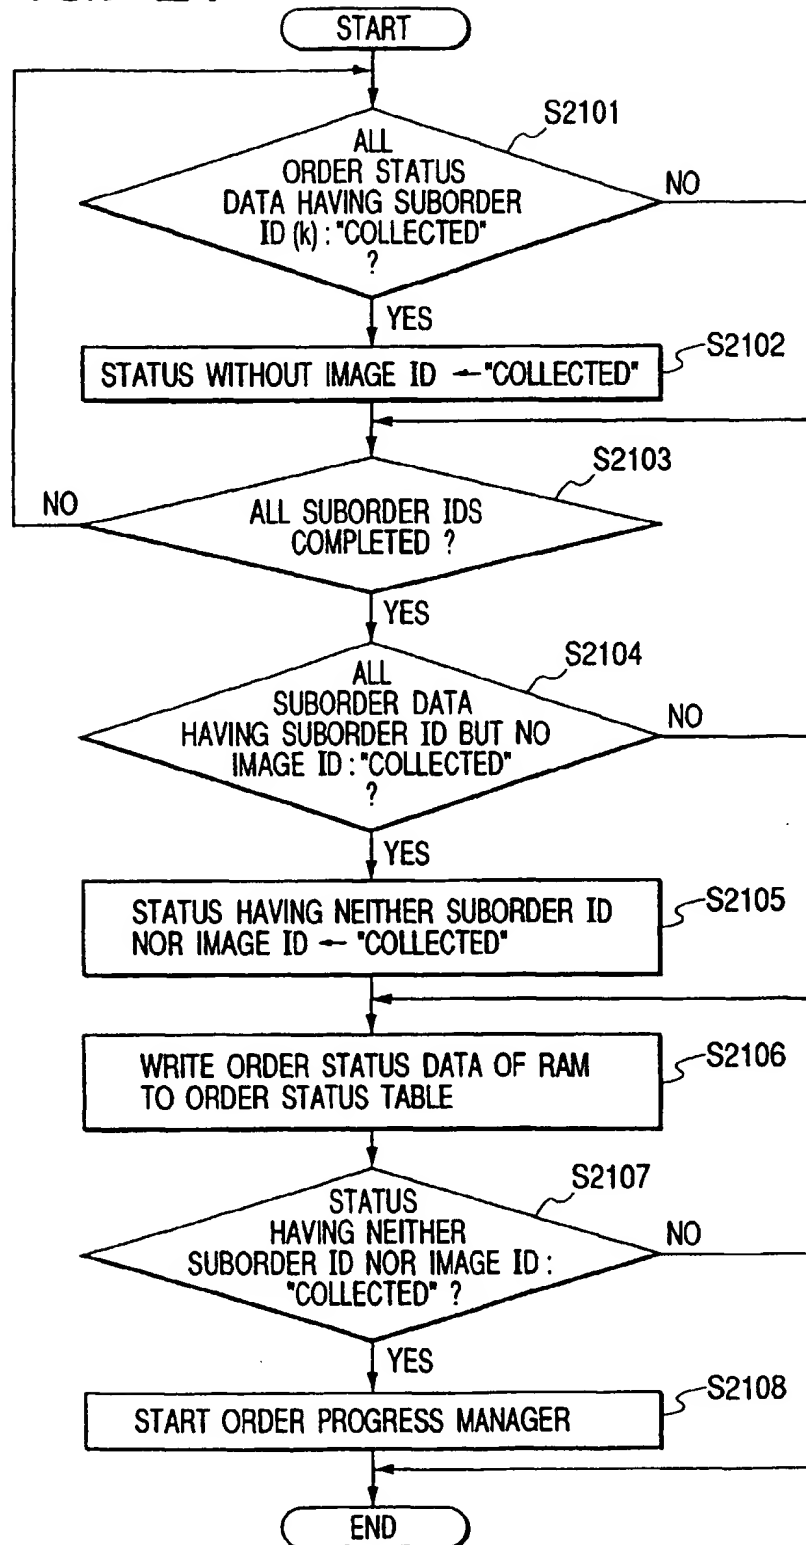 START
S2101
ALL
ORDER STATUS
DATA HAVING SUBORDER
ID (k) : "COLLECTED"
?
NO
YES
S2102
STATUS WITHOUT IMAGE ID ← "COLLECTED"
S2103
NO
ALL SUBORDER IDS
COMPLETED ?
YES
S2104
ALL
SUBORDER DATA
HAVING SUBORDER ID BUT NO
IMAGE ID : "COLLECTED"
?
NO
YES
S2105
STATUS HAVING NEITHER SUBORDER ID
NOR IMAGE ID ← "COLLECTED"
S2106
WRITE ORDER STATUS DATA OF RAM
TO ORDER STATUS TABLE
S2107
STATUS
HAVING NEITHER
SUBORDER ID NOR IMAGE ID :
"COLLECTED" ?
NO
YES
S2108
START ORDER PROGRESS MANAGER
END